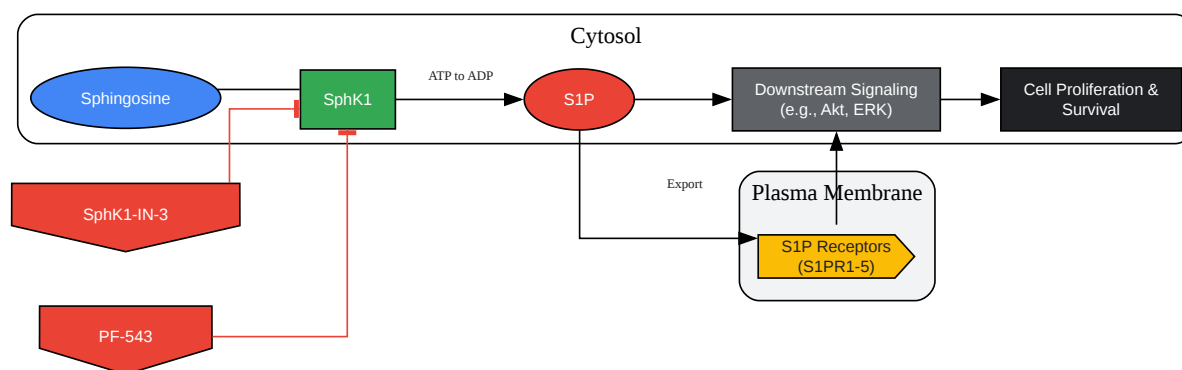 Cytosol
Sphingosine
SphK1
ATP to ADP
S1P
Downstream Signaling
(e.g., Akt, ERK)
Cell Proliferation &
Survival
SphK1-IN-3
Export
Plasma Membrane
S1P Receptors
(S1PR1-5)
PF-543